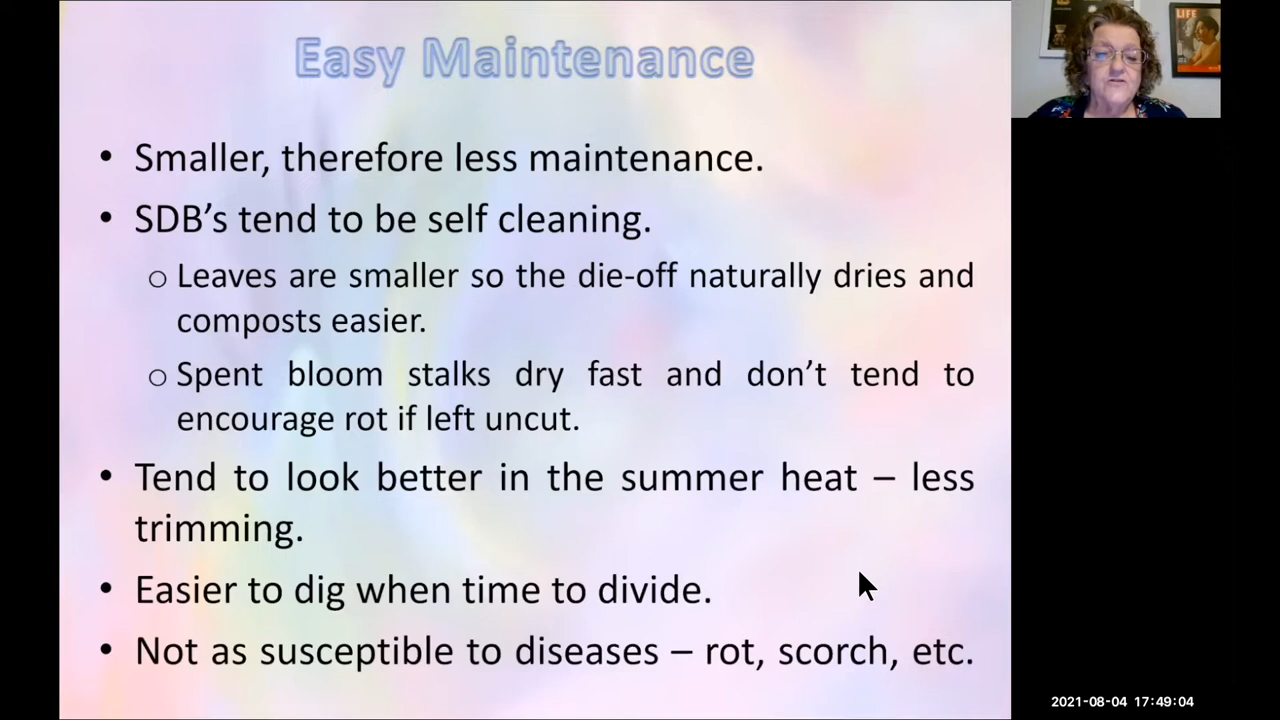 Easy Maintenance
• Smaller, therefore less maintenance.
• SDB’s tend to be self cleaning.
o Leaves are smaller so the die-off naturally dries and
composts easier.
o Spent bloom stalks dry fast and don’t tend to
encourage rot if left uncut.
• Tend to look better in the summer heat – less
trimming.
• Easier to dig when time to divide.
• Not as susceptible to diseases – rot, scorch, etc.
LIFE
2021-08-04 17:49:04